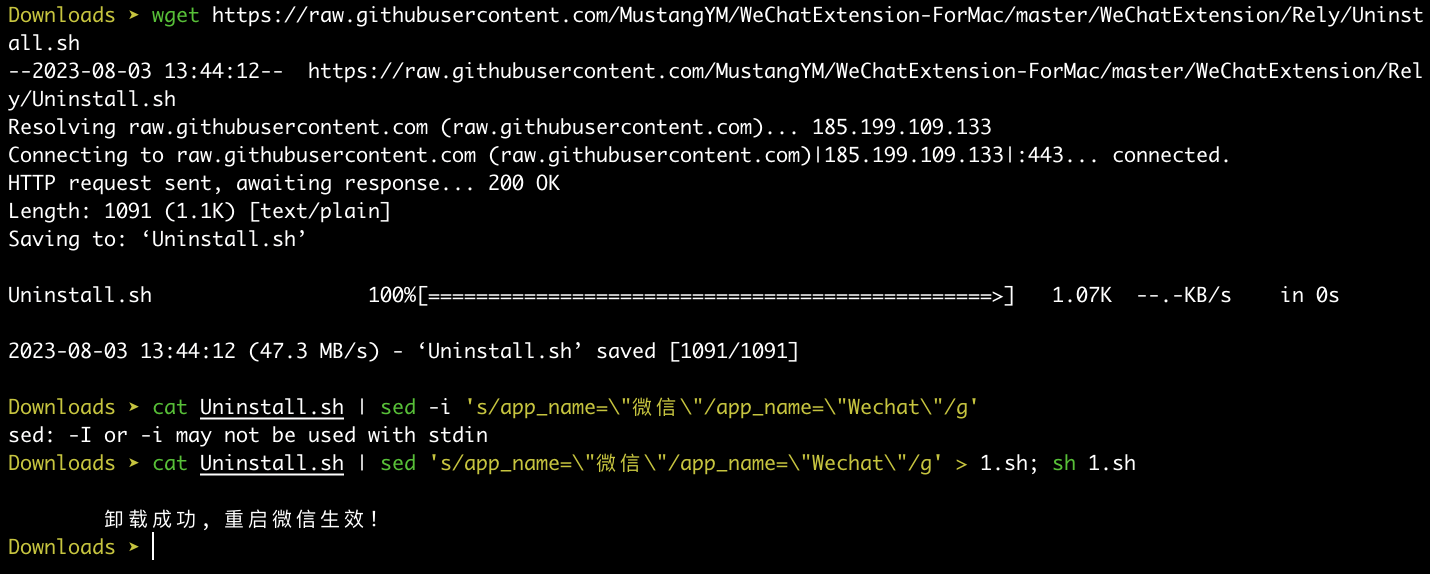 Downloads ➤ wget https://raw.githubusercontent.com/MustangYM/WeChatExtension-ForMac/master/WeChatExtension/Rely/Uninst
all.sh
--2023-08-03 13:44:12--  https://raw.githubusercontent.com/MustangYM/WeChatExtension-ForMac/master/WeChatExtension/Rel
y/Uninstall.sh
Resolving raw.githubusercontent.com (raw.githubusercontent.com)... 185.199.109.133
Connecting to raw.githubusercontent.com (raw.githubusercontent.com)|185.199.109.133|:443... connected.
HTTP request sent, awaiting response... 200 OK
Length: 1091 (1.1K) [text/plain]
Saving to: ‘Uninstall.sh’
Uninstall.sh                  100%[===============================================>]   1.07K  --.-KB/s    in 0s
2023-08-03 13:44:12 (47.3 MB/s) - ‘Uninstall.sh’ saved [1091/1091]
Downloads ➤ cat Uninstall.sh | sed -i 's/app_name=\"微信\"/app_name=\"Wechat\"/g'
sed: -I or -i may not be used with stdin
Downloads ➤ cat Uninstall.sh | sed 's/app_name=\"微信\"/app_name=\"Wechat\"/g' > 1.sh; sh 1.sh
卸载成功, 重启微信生效!
Downloads ➤